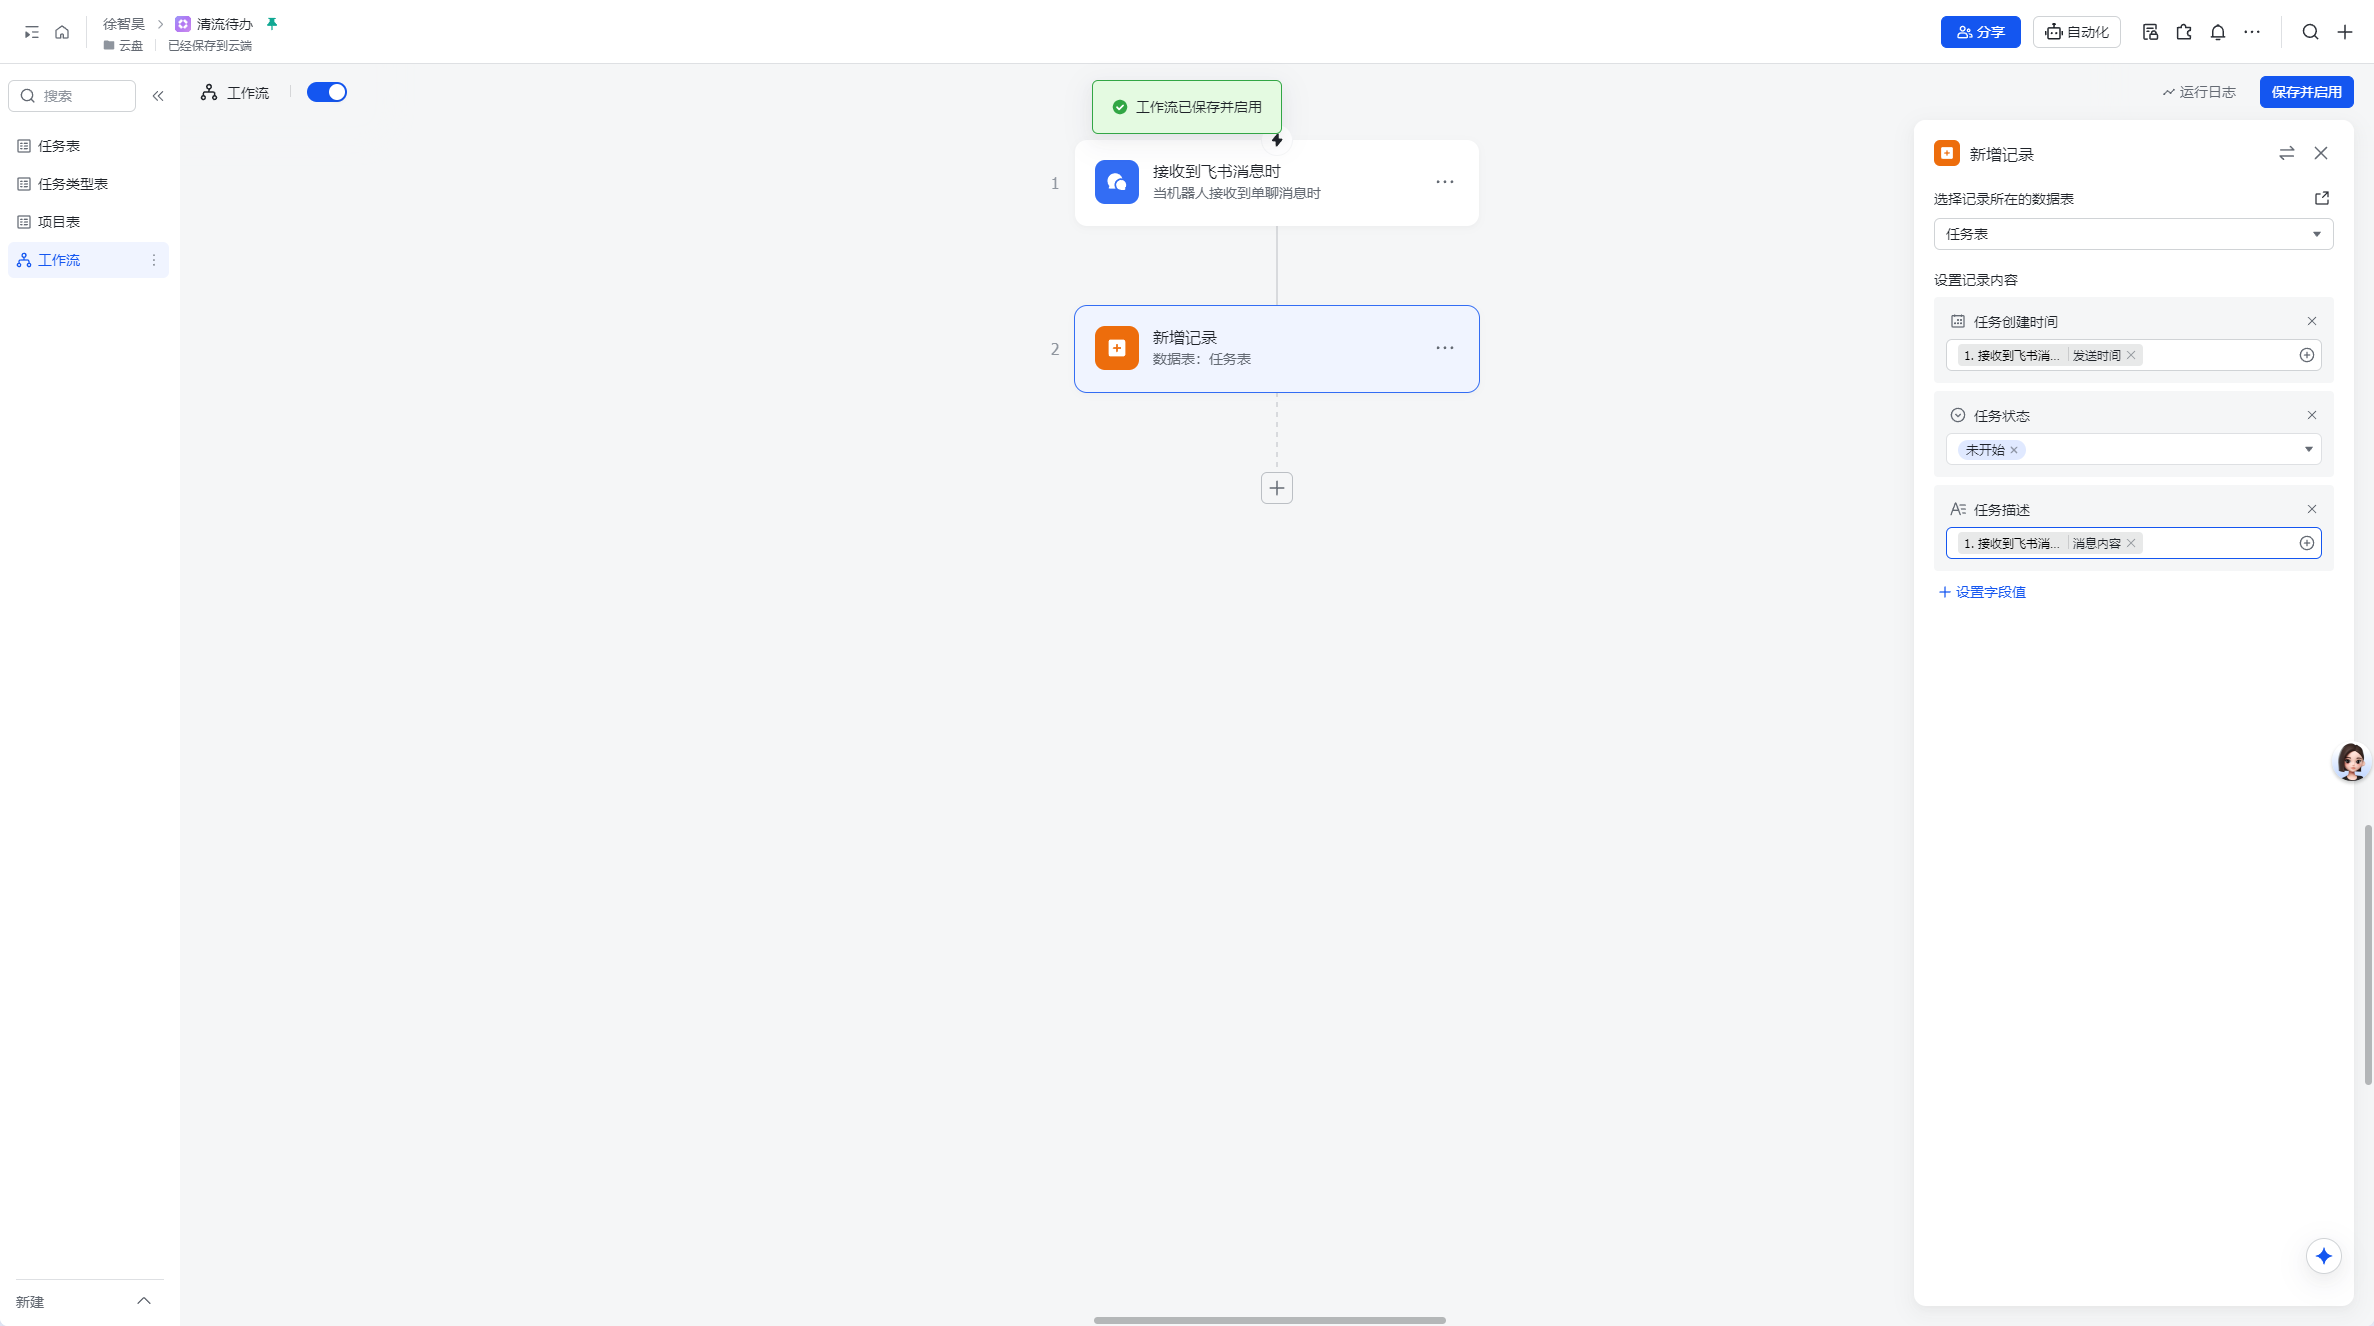 徐智昊
清流待办
云盘
已经保存到云端
分享
自动化
搜索
任务表
任务类型表
项目表
工作流
新建
工作流
运行日志
保存并启用
工作流已保存并启用
1
接收到飞书消息时
当机器人接收到单聊消息时
2
新增记录
数据表：任务表
新增记录
选择记录所在的数据表
任务表
设置记录内容
任务创建时间
1. 接收到飞书消... 发送时间
任务状态
未开始
任务描述
1. 接收到飞书消... 消息内容
设置字段值